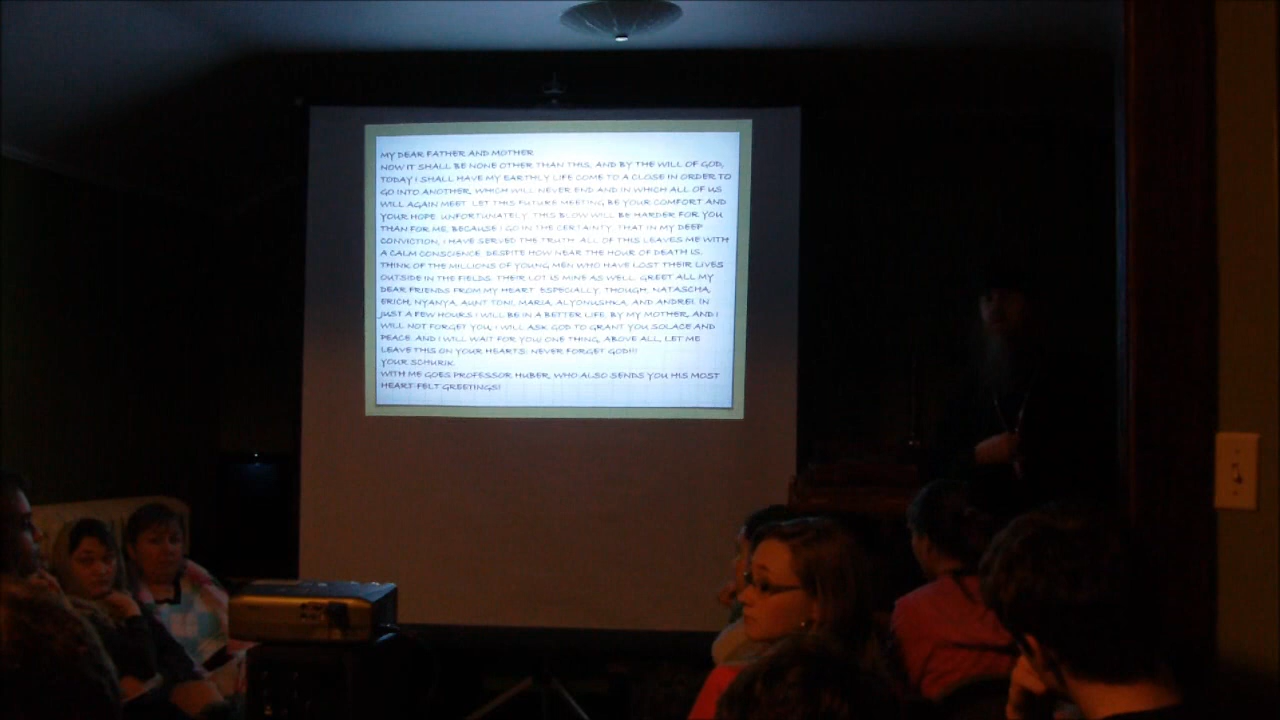 MY DEAR FATHER AND MOTHER
NOW IT SHALL BE NONE OTHER THAN THIS, AND BY THE WILL OF GOD,
TODAY I SHALL HAVE MY EARTHLY LIFE COME TO A CLOSE IN ORDER TO
GO INTO ANOTHER, WHICH WILL NEVER END AND IN WHICH ALL OF US
WILL AGAIN MEET. LET THIS FUTURE MEETING BE YOUR COMFORT AND
YOUR HOPE. UNFORTUNATELY, THIS BLOW WILL BE HARDER FOR YOU
THAN FOR ME, BECAUSE I GO IN THE CERTAINTY, THAT IN MY DEEP
CONVICTION, I HAVE SERVED THE TRUTH. ALL OF THIS LEAVES ME WITH
A CALM CONSCIENCE, DESPITE HOW NEAR THE HOUR OF DEATH IS.
THINK OF THE MILLIONS OF YOUNG MEN WHO HAVE LOST THEIR LIVES
OUTSIDE IN THE FIELDS. THEIR LOT IS MINE AS WELL. GREET ALL MY
DEAR FRIENDS FROM MY HEART. ESPECIALLY, THOUGH, NATASCHA,
ERICH, NYANYA, AUNT TONI, MARIA, ALYONUSHKA, AND ANDREI. IN
JUST A FEW HOURS I WILL BE IN A BETTER LIFE, BY MY MOTHER, AND I
WILL NOT FORGET YOU, I WILL ASK GOD TO GRANT YOU SOLACE AND
PEACE. AND I WILL WAIT FOR YOU! ONE THING, ABOVE ALL, LET ME
LEAVE THIS ON YOUR HEARTS: NEVER FORGET GOD!!!
YOUR SCHURIK.
WITH ME GOES PROFESSOR HUBER, WHO ALSO SENDS YOU HIS MOST
HEART-FELT GREETINGS!